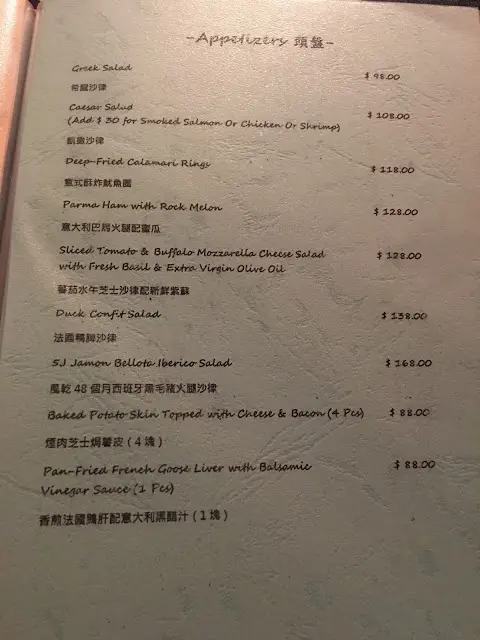 -Appetizers 頭盤-
Greek Salad $ 98.00
希臘沙律
Caesar Salad $ 108.00
(Add $ 30 for Smoked Salmon Or Chicken Or Shrimp)
凱撒沙律
Deep-Fried Calamari Rings $ 118.00
意式酥炸魷魚圈
Parma Ham with Rock Melon $ 128.00
意大利巴馬火腿配蜜瓜
Sliced Tomato & Buffalo Mozzarella Cheese Salad $ 128.00
with Fresh Basil & Extra Virgin Olive Oil
蕃茄水牛芝士沙律配新鮮紫蘇
Duck Confit Salad $ 138.00
法國鴨脾沙律
5J Jamon Bellota Iberico Salad $ 168.00
風乾 48 個月西班牙黑毛豬火腿沙律
Baked Potato Skin Topped with Cheese & Bacon (4 Pcs) $ 88.00
煙肉芝士焗薯皮 ( 4 塊 )
Pan-Fried French Goose Liver with Balsamic $ 88.00
Vinegar Sauce (1 Pcs)
香煎法國鵝肝配意大利黑醋汁 ( 1 塊 )